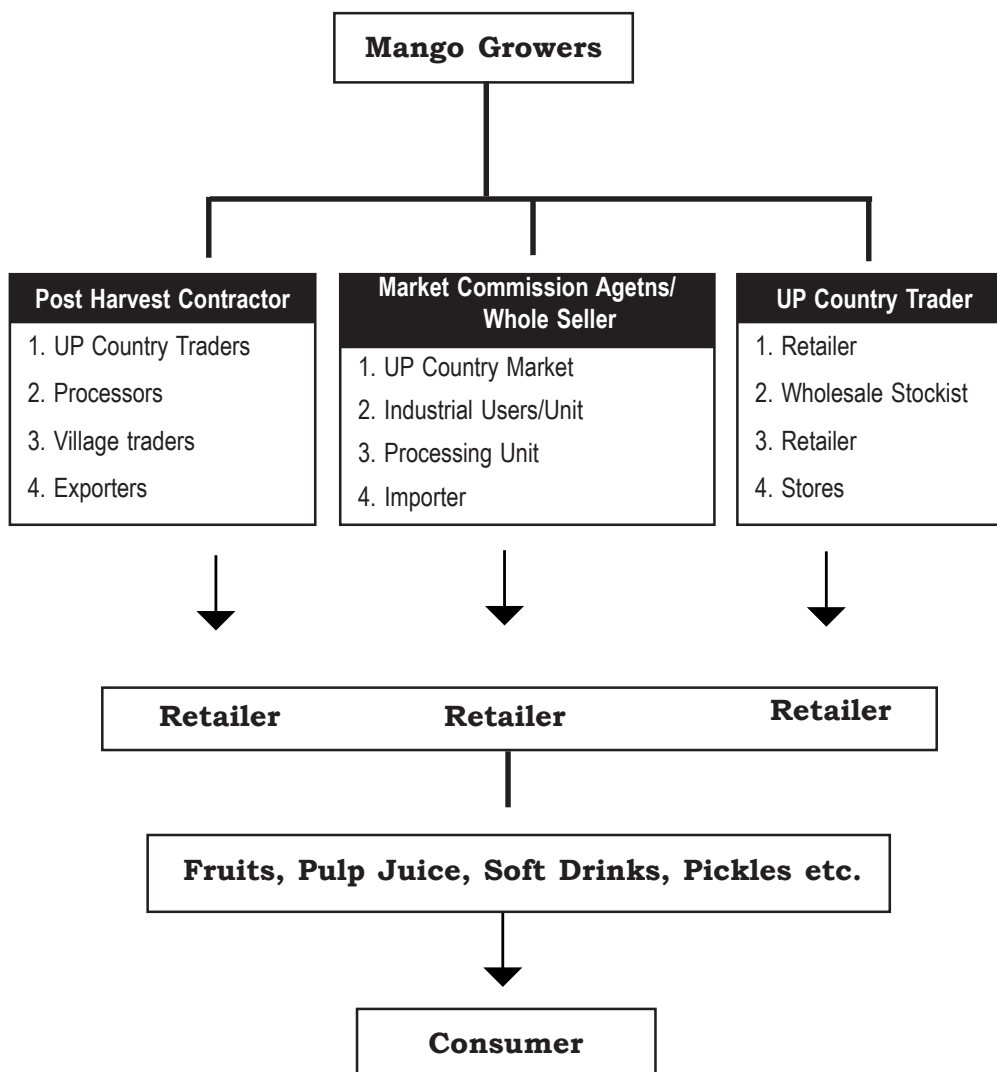 Mango Growers
Post Harvest Contractor
1. UP Country Traders
2. Processors
3. Village traders
4. Exporters
Market Commission Agetns/
Whole Seller
1. UP Country Market
2. Industrial Users/Unit
3. Processing Unit
4. Importer
UP Country Trader
1. Retailer
2. Wholesale Stockist
3. Retailer
4. Stores
Retailer Retailer Retailer
Fruits, Pulp Juice, Soft Drinks, Pickles etc.
Consumer